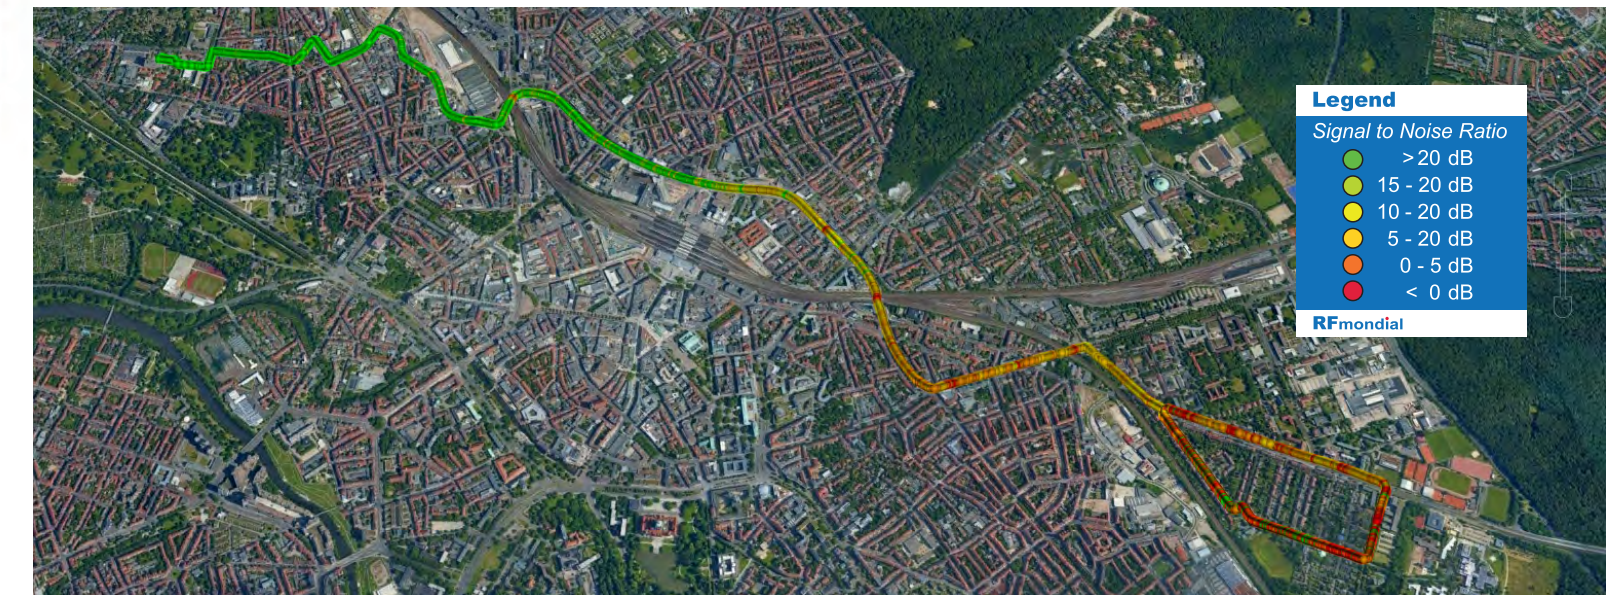 Legend
Signal to Noise Ratio
> 20 dB
15 - 20 dB
10 - 20 dB
5 - 20 dB
0 - 5 dB
< 0 dB
RFmondial